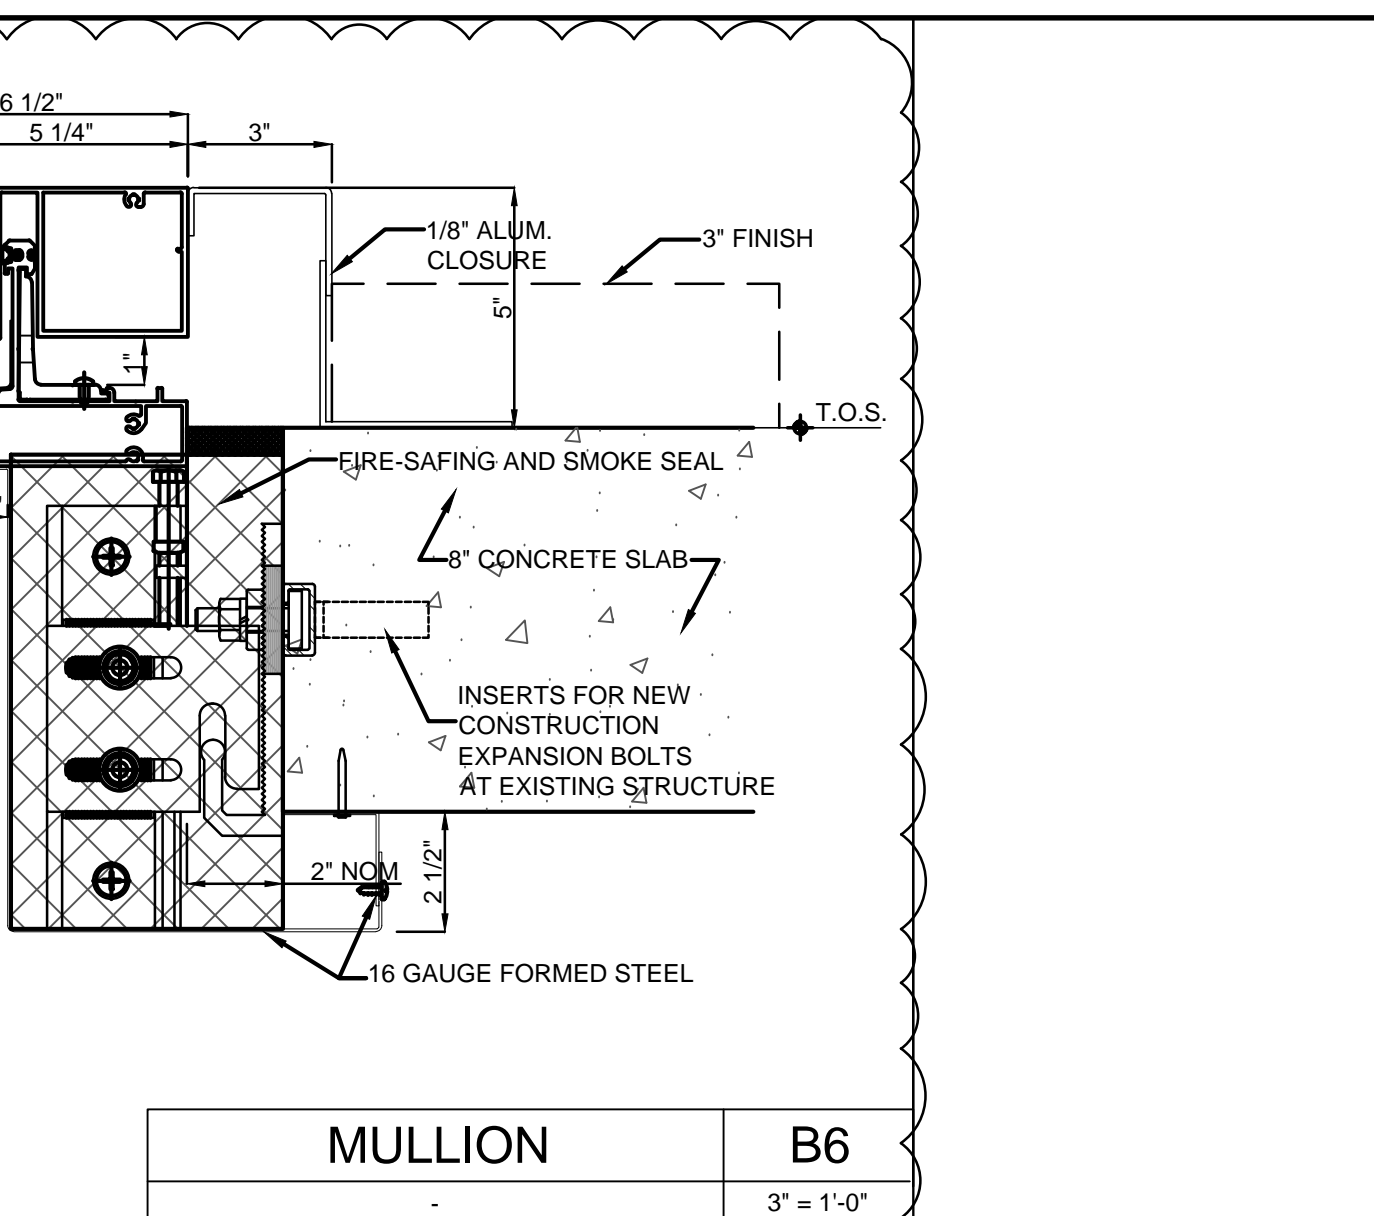 6 1/2"
5 1/4"
3"
1/8" ALUM.
CLOSURE
3" FINISH
5"
1"
T.O.S.
FIRE-SAFING AND SMOKE SEAL
8" CONCRETE SLAB
INSERTS FOR NEW
CONSTRUCTION
EXPANSION BOLTS
AT EXISTING STRUCTURE
2" NOM
2 1/2"
16 GAUGE FORMED STEEL
MULLION
B6
-
3" = 1'-0"